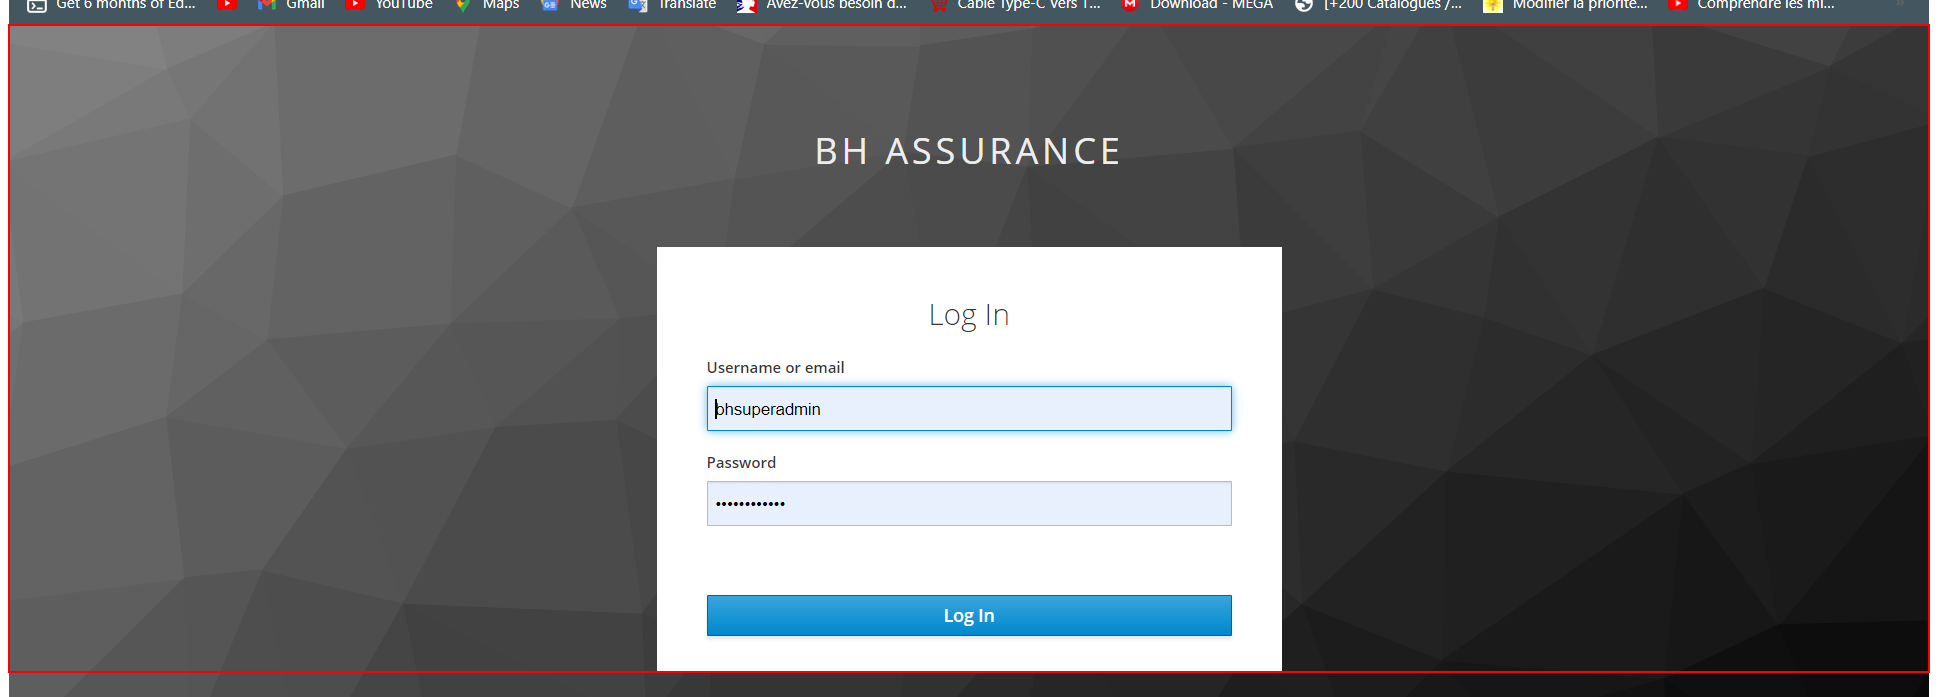 Get 6 months of Ed... Gmail YouTube Maps News Translate Avez-vous besoin d... Cable Type-C Vers T... Download - MEGA [+200 Catalogues /... Modifier la priorité... Comprendre les mi... »
BH ASSURANCE
Log In
Username or email
bhsuperadmin
Password
••••••••••••
Log In